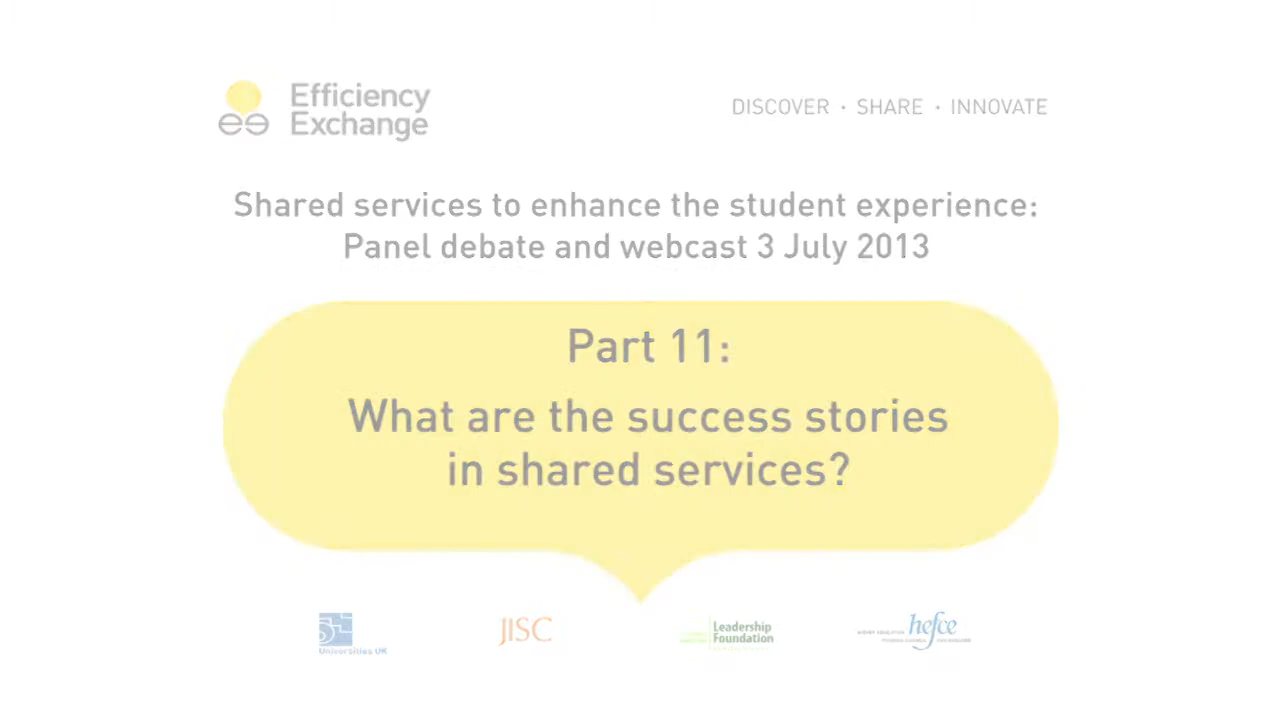 Efficiency
Exchange
DISCOVER · SHARE · INNOVATE
Shared services to enhance the student experience:
Panel debate and webcast 3 July 2013
Part 11:
What are the success stories
in shared services?
Universities UK
JISC
Leadership
Foundation
hefce